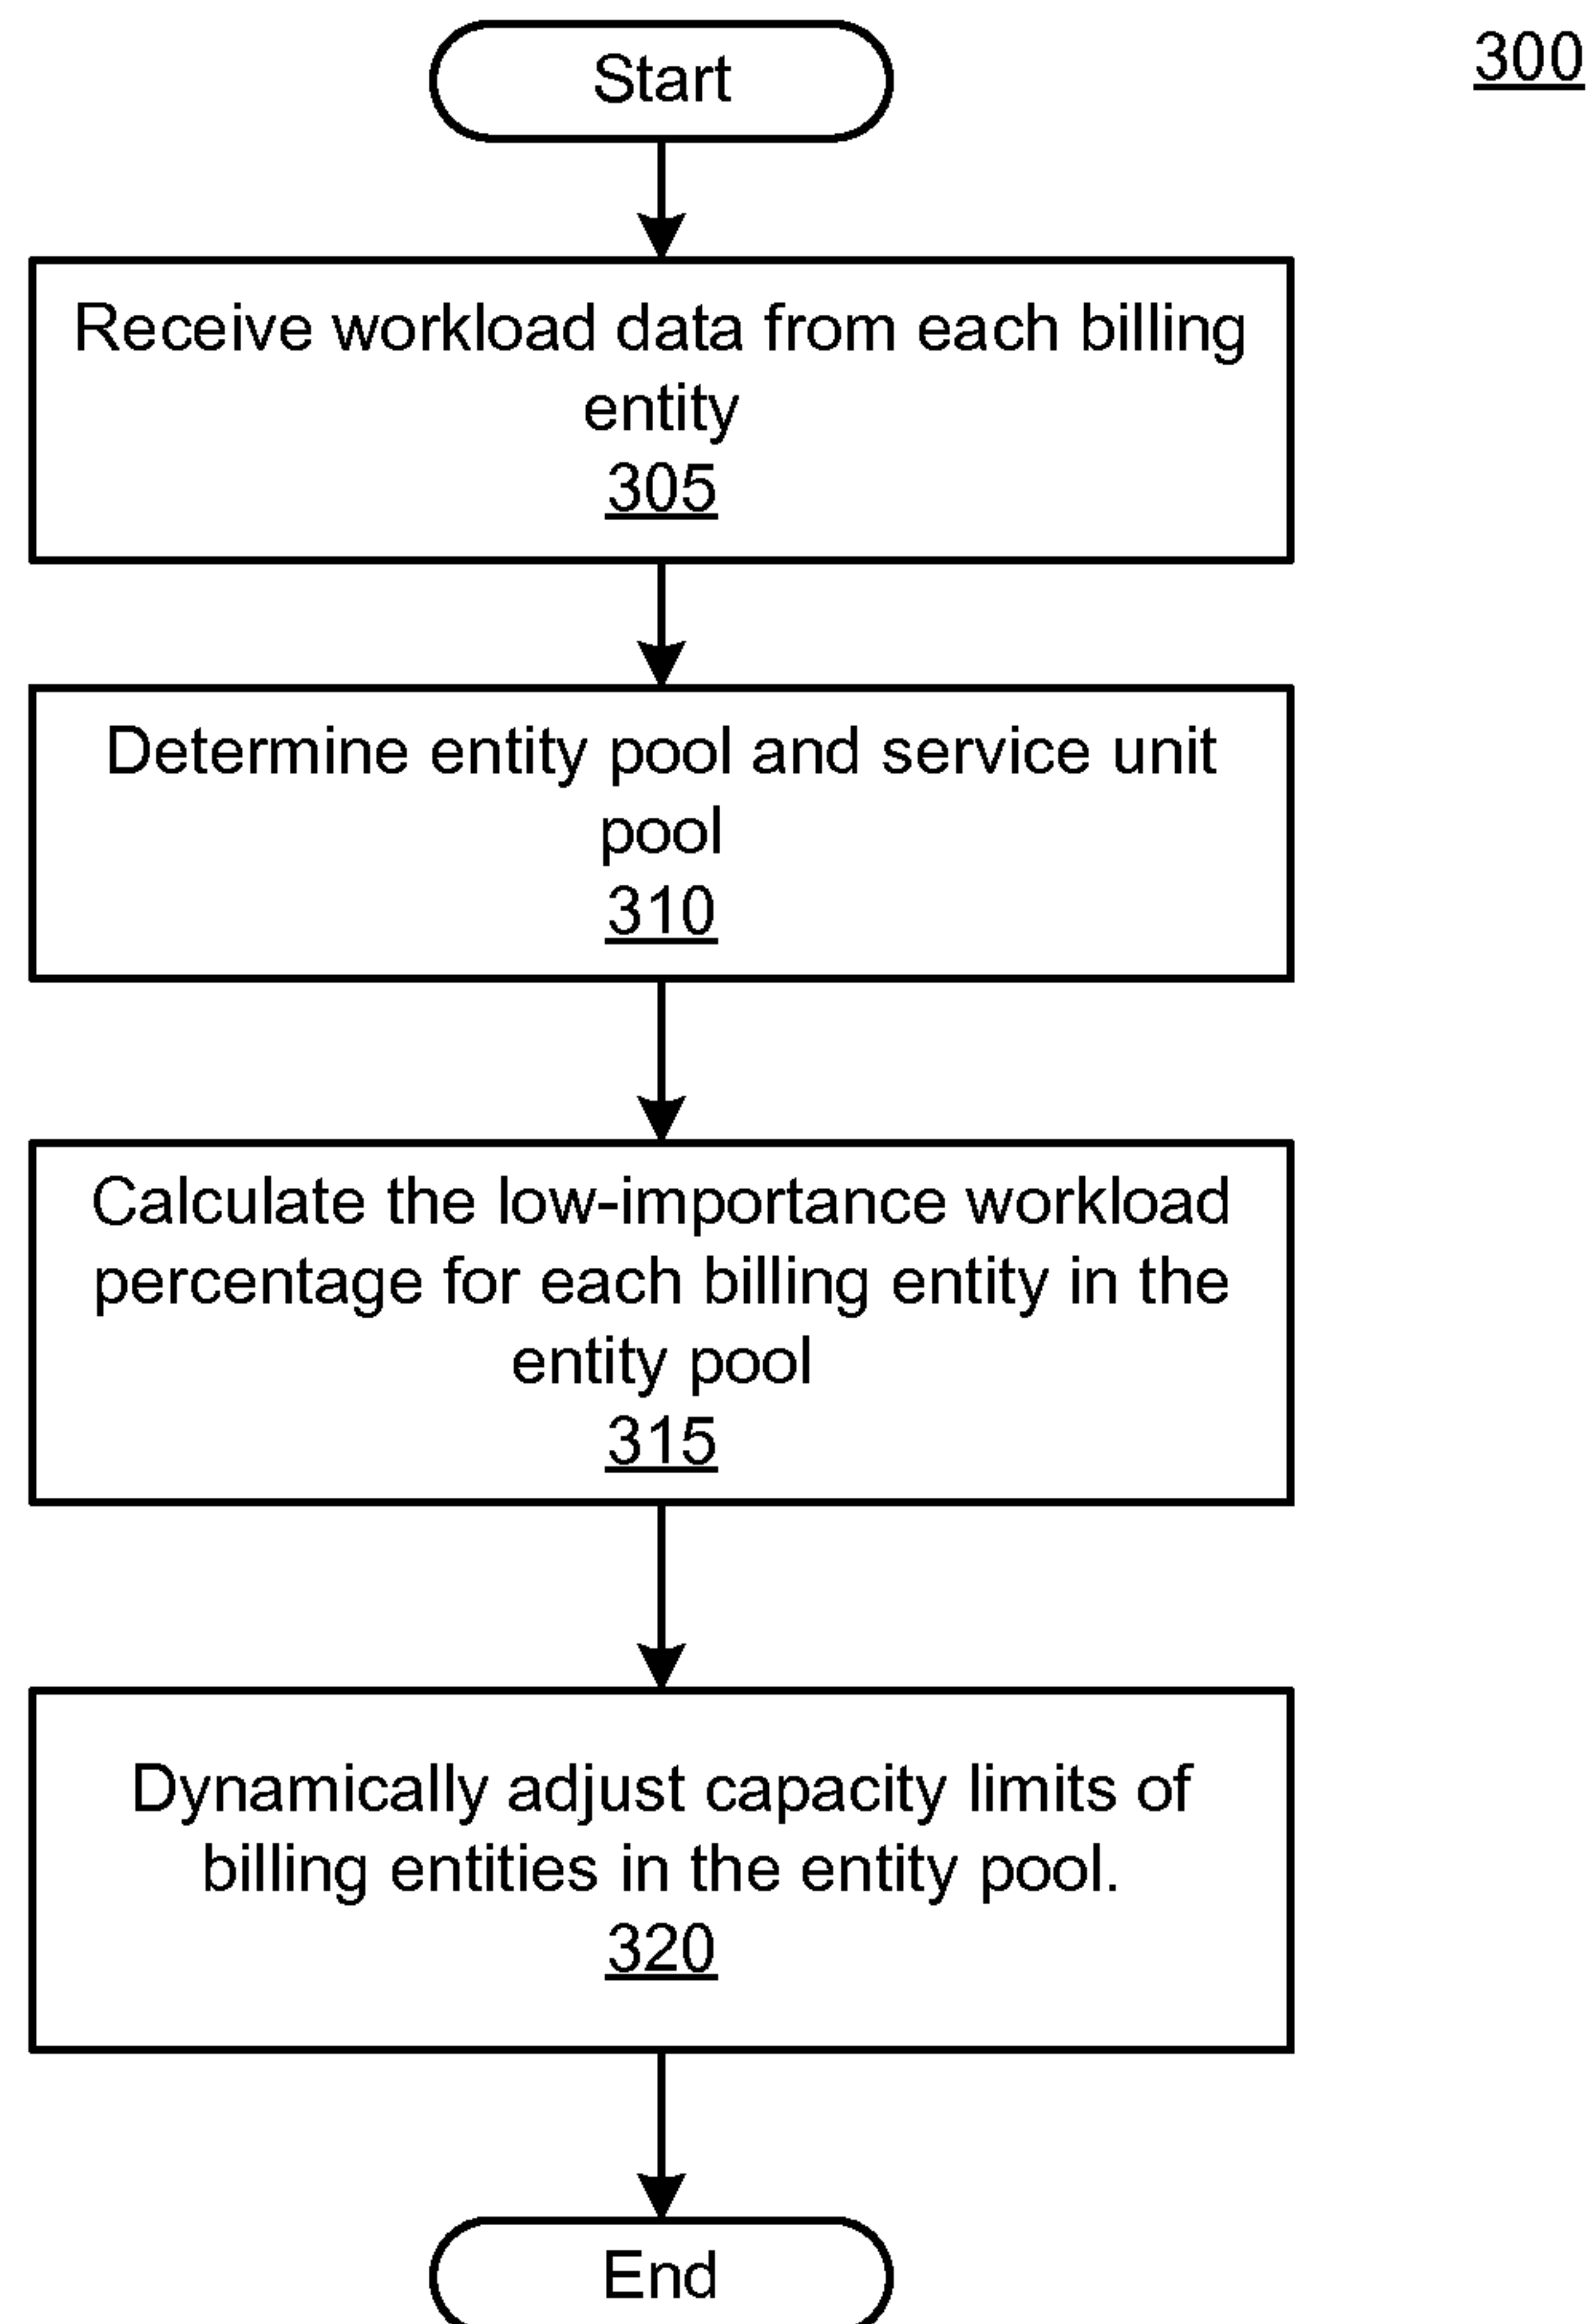 Start
300
Receive workload data from each billing
entity
305
Determine entity pool and service unit
pool
310
Calculate the low-importance workload
percentage for each billing entity in the
entity pool
315
Dynamically adjust capacity limits of
billing entities in the entity pool.
320
End